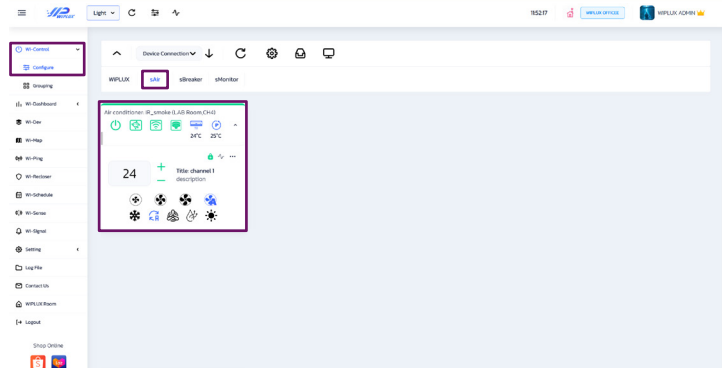 WIPLUX
Light
11:52:17
WIPLUX OFFICES
WIPLUX ADMIN
Wi-Control
Configure
Grouping
Wi-Dashboard
Wi-Dev
Wi-Map
Wi-Ping
Wi-Recloser
Wi-Schedule
Wi-Sense
Wi-Signal
Setting
Log File
Contact Us
WIPLUX Room
Logout
Shop Online
Device Connection
WIPLUX
sAir
sBreaker
sMonitor
Air conditioner: IR_smoke (LAB Room,CH4)
24°C
25°C
24
Title: channel 1
description